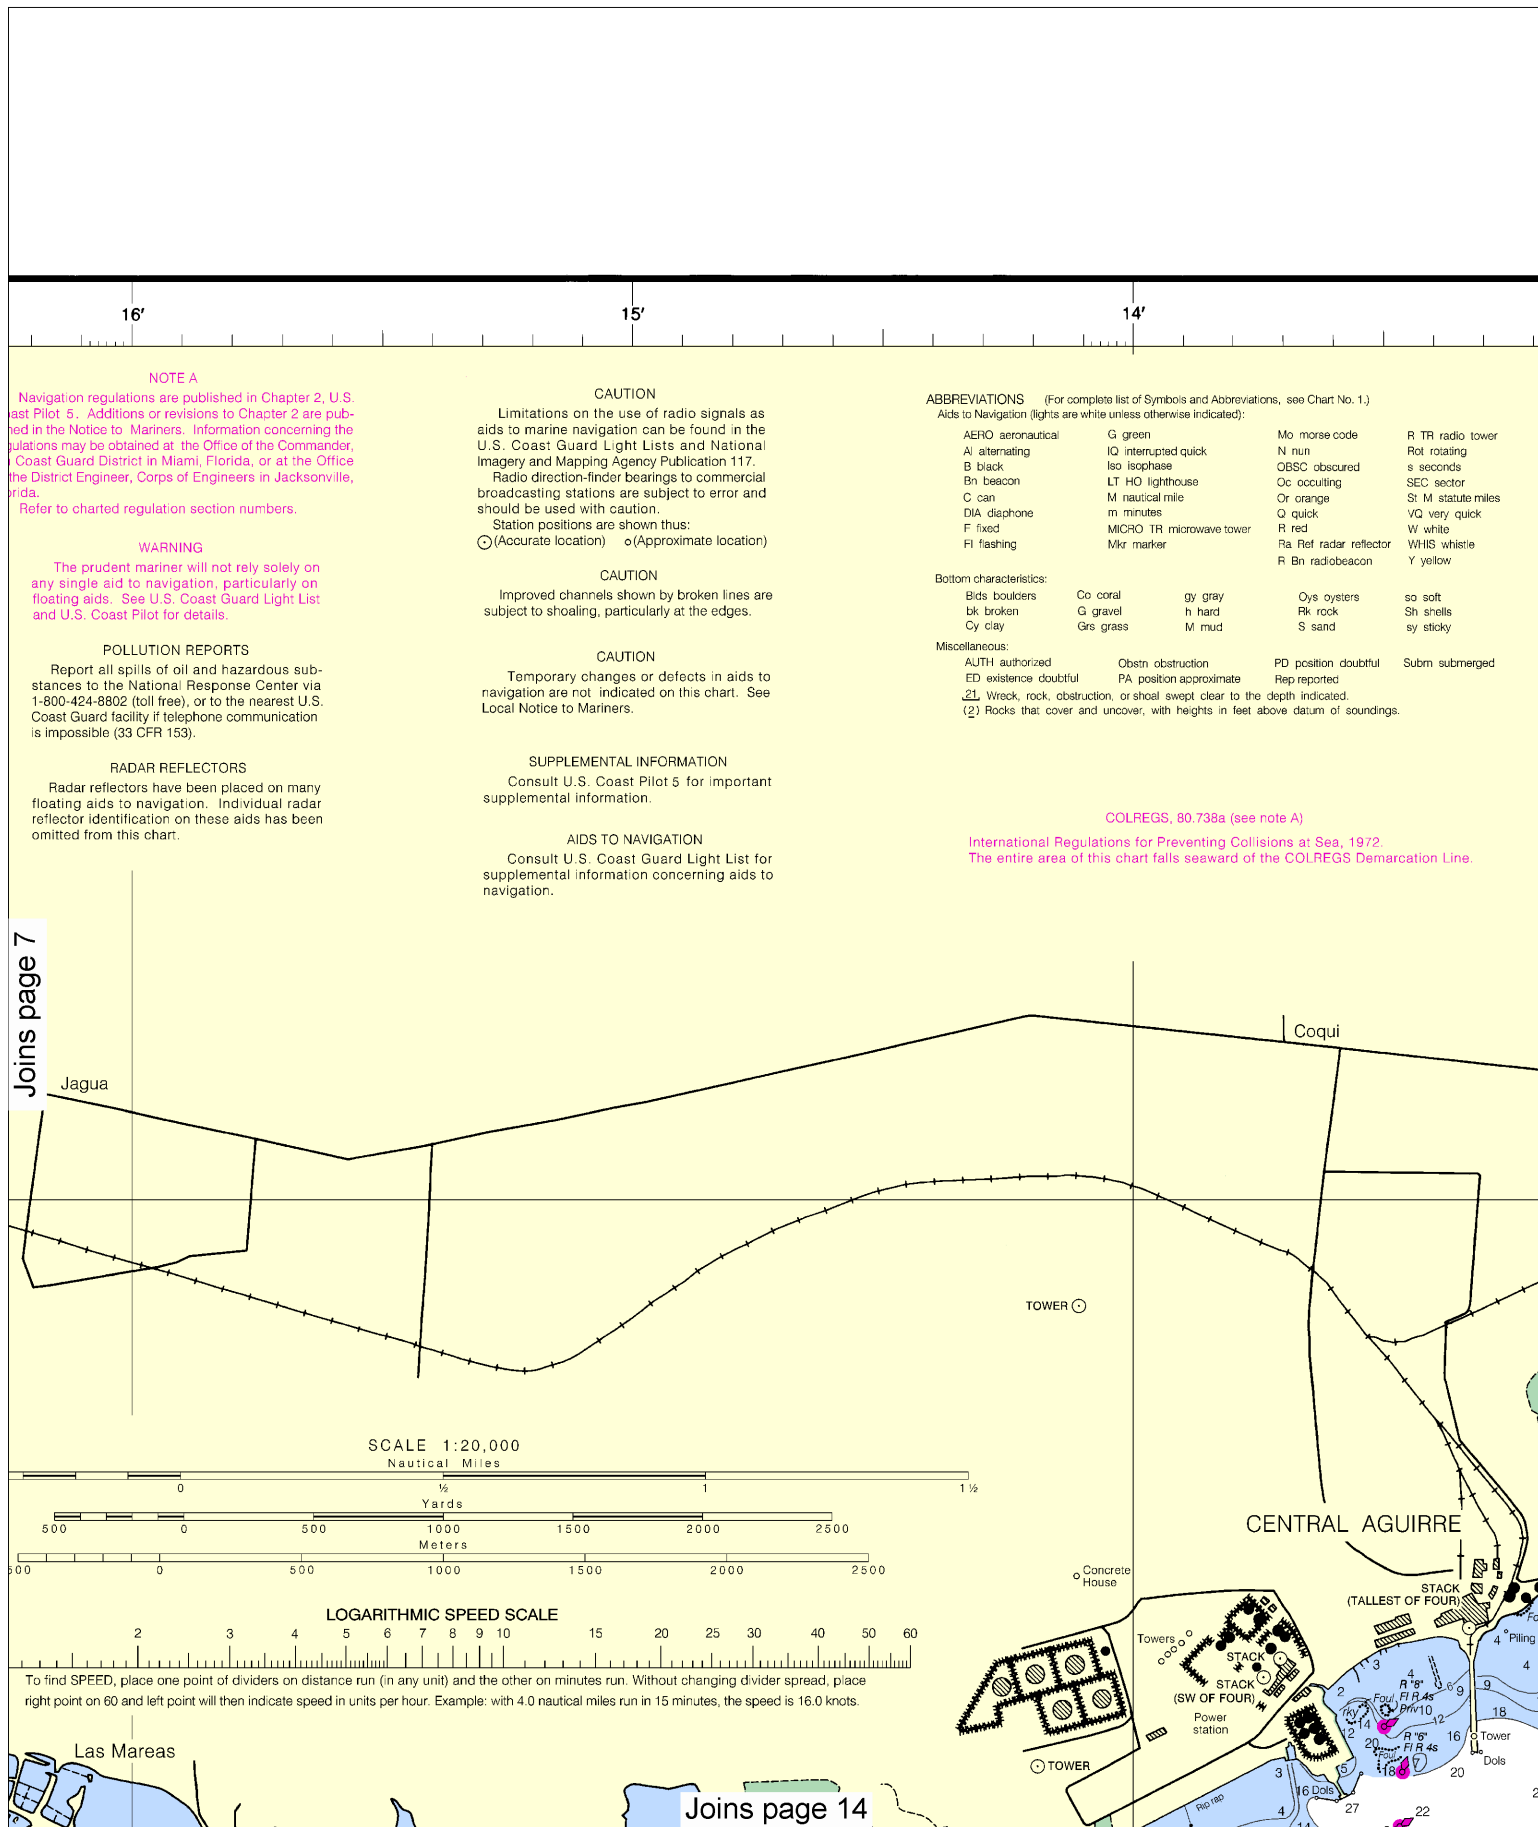 16′ 15′ 14′
NOTE A
Navigation regulations are published in Chapter 2, U.S.
ast Pilot 5. Additions or revisions to Chapter 2 are pub-
ned in the Notice to Mariners. Information concerning the
gulations may be obtained at the Office of the Commander,
Coast Guard District in Miami, Florida, or at the Office
the District Engineer, Corps of Engineers in Jacksonville,
rida.
Refer to charted regulation section numbers.
WARNING
The prudent mariner will not rely solely on
any single aid to navigation, particularly on
floating aids. See U.S. Coast Guard Light List
and U.S. Coast Pilot for details.
POLLUTION REPORTS
Report all spills of oil and hazardous sub-
stances to the National Response Center via
1-800-424-8802 (toll free), or to the nearest U.S.
Coast Guard facility if telephone communication
is impossible (33 CFR 153).
RADAR REFLECTORS
Radar reflectors have been placed on many
floating aids to navigation. Individual radar
reflector identification on these aids has been
omitted from this chart.
CAUTION
Limitations on the use of radio signals as
aids to marine navigation can be found in the
U.S. Coast Guard Light Lists and National
Imagery and Mapping Agency Publication 117.
Radio direction-finder bearings to commercial
broadcasting stations are subject to error and
should be used with caution.
Station positions are shown thus:
(Accurate location) o(Approximate location)
CAUTION
Improved channels shown by broken lines are
subject to shoaling, particularly at the edges.
CAUTION
Temporary changes or defects in aids to
navigation are not indicated on this chart. See
Local Notice to Mariners.
SUPPLEMENTAL INFORMATION
Consult U.S. Coast Pilot 5 for important
supplemental information.
AIDS TO NAVIGATION
Consult U.S. Coast Guard Light List for
supplemental information concerning aids to
navigation.
ABBREVIATIONS (For complete list of Symbols and Abbreviations, see Chart No. 1.)
Aids to Navigation (lights are white unless otherwise indicated):
AERO aeronautical G green Mo morse code R TR radio tower
Al alternating IQ interrupted quick N nun Rot rotating
B black Iso isophase OBSC obscured s seconds
Bn beacon LT HO lighthouse Oc occulting SEC sector
C can M nautical mile Or orange St M statute miles
DIA diaphone m minutes Q quick VQ very quick
F fixed MICRO TR microwave tower R red W white
Fl flashing Mkr marker Ra Ref radar reflector WHIS whistle
R Bn radiobeacon Y yellow
Bottom characteristics:
Blds boulders Co coral gy gray Oys oysters so soft
bk broken G gravel h hard Rk rock Sh shells
Cy clay Grs grass M mud S sand sy sticky
Miscellaneous:
AUTH authorized Obstn obstruction PD position doubtful Subm submerged
ED existence doubtful PA position approximate Rep reported
21 Wreck, rock, obstruction, or shoal swept clear to the depth indicated.
(2) Rocks that cover and uncover, with heights in feet above datum of soundings.
COLREGS, 80.738a (see note A)
International Regulations for Preventing Collisions at Sea, 1972.
The entire area of this chart falls seaward of the COLREGS Demarcation Line.
Joins page 7
Coqui
Jagua
TOWER
SCALE 1:20,000
Nautical Miles
0 ½ 1 1½
Yards
500 0 500 1000 1500 2000 2500
Meters
500 0 500 1000 1500 2000 2500
LOGARITHMIC SPEED SCALE
2 3 4 5 6 7 8 9 10 15 20 25 30 40 50 60
To find SPEED, place one point of dividers on distance run (in any unit) and the other on minutes run. Without changing divider spread, place
right point on 60 and left point will then indicate speed in units per hour. Example: with 4.0 nautical miles run in 15 minutes, the speed is 16.0 knots.
CENTRAL AGUIRRE
Concrete
House
STACK
(TALLEST OF FOUR)
Towers
STACK
STACK
(SW OF FOUR)
Power
station
TOWER
Piling
4
4
3
4
6
9
9
2
R "8"
Fl R 4s
Priv
10
Foul
rky
14
12
12
18
16
Tower
Dols
20
R "6"
Fl R 4s
Foul
18
7
20
5
3
16
Dols
27
22
4
14
Rip rap
Las Mareas
Joins page 14